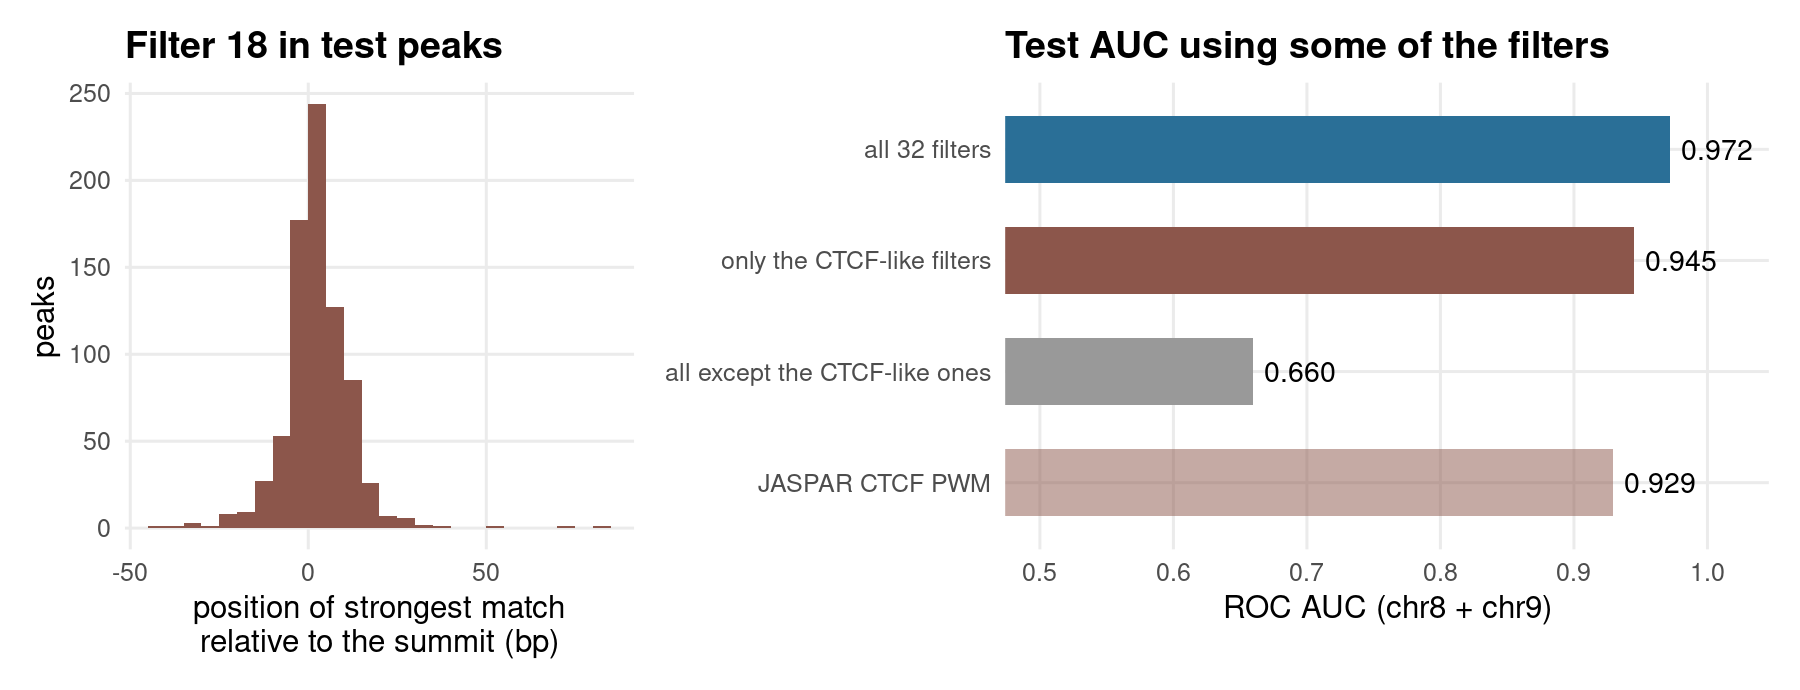 Filter 18 in test peaks
250
200
150
100
50
0
peaks
-50
0
50
position of strongest match
relative to the summit (bp)
Test AUC using some of the filters
all 32 filters
0.972
only the CTCF-like filters
0.945
all except the CTCF-like ones
0.660
JASPAR CTCF PWM
0.929
0.5
0.6
0.7
0.8
0.9
1.0
ROC AUC (chr8 + chr9)